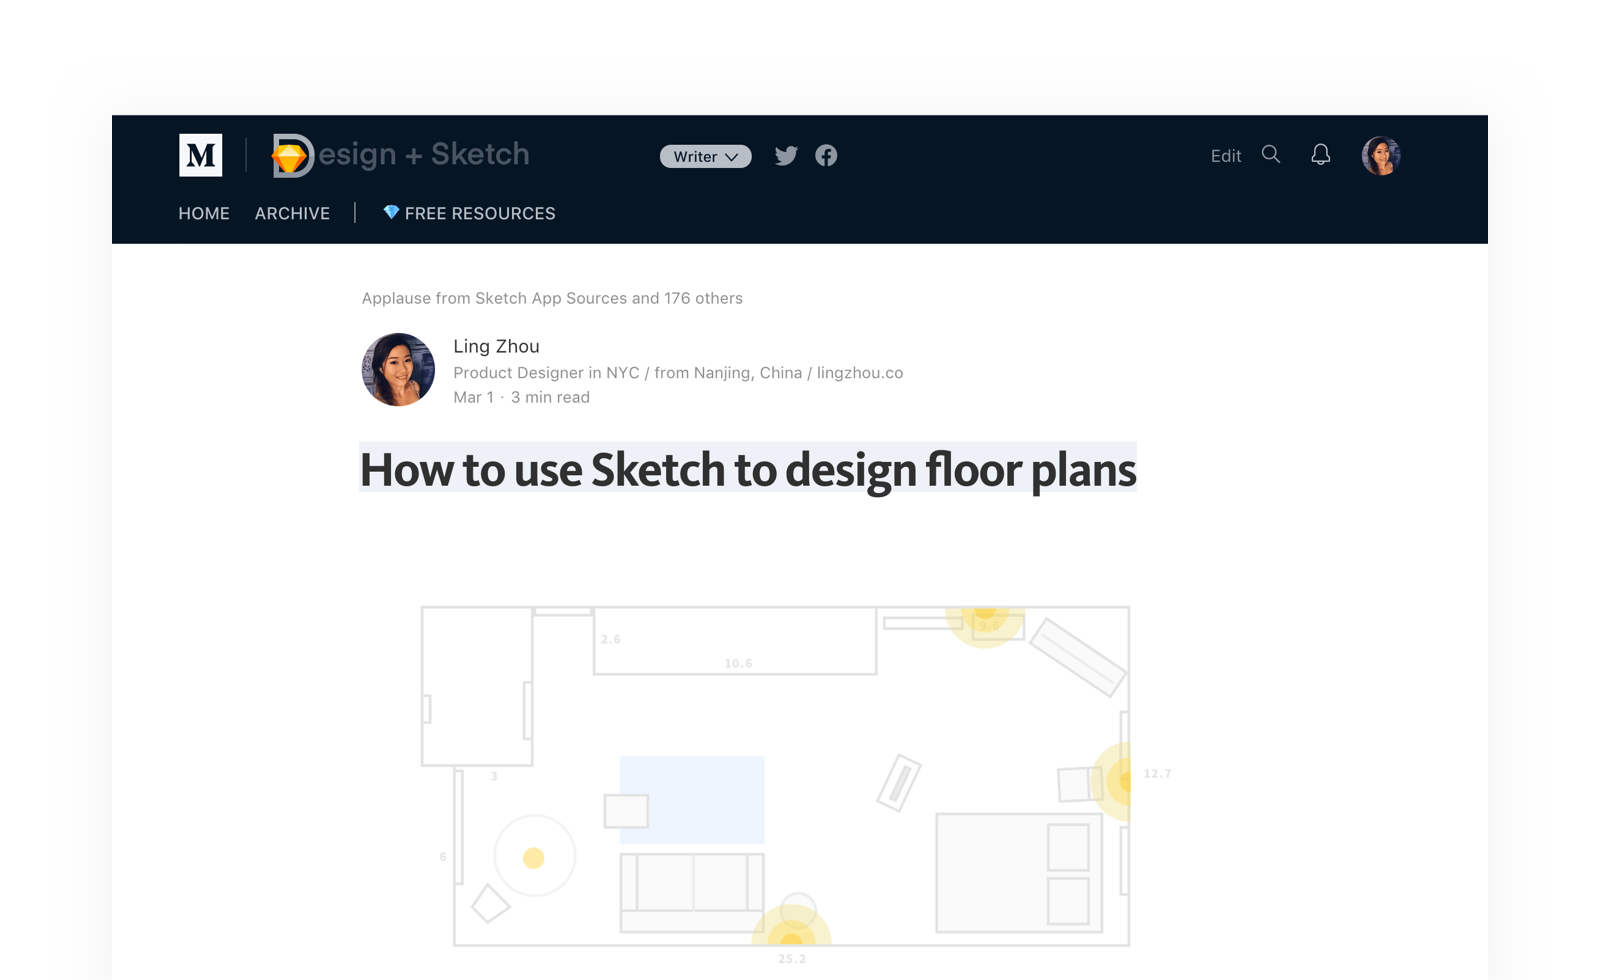 M
Design + Sketch
Writer
Edit
HOME
ARCHIVE
FREE RESOURCES
Applause from Sketch App Sources and 176 others
Ling Zhou
Product Designer in NYC / from Nanjing, China / lingzhou.co
Mar 1 · 3 min read
How to use Sketch to design floor plans
2.6
10.6
9.6
3
12.7
6
25.2